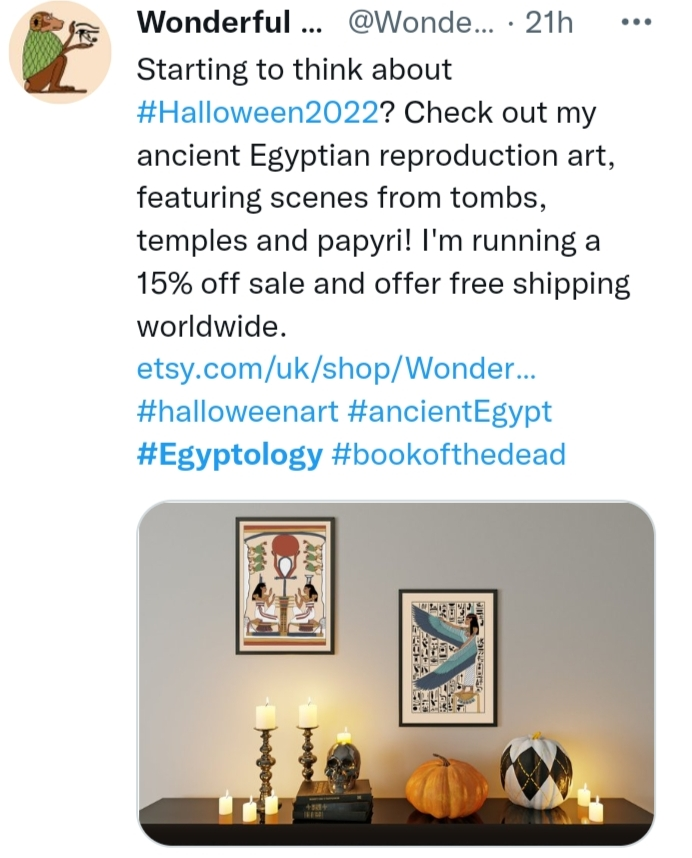 Wonderful ... @Wonde... · 21h
Starting to think about
#Halloween2022? Check out my
ancient Egyptian reproduction art,
featuring scenes from tombs,
temples and papyri! I'm running a
15% off sale and offer free shipping
worldwide.
etsy.com/uk/shop/Wonder...
#halloweenart #ancientEgypt
#Egyptology #bookofthedead